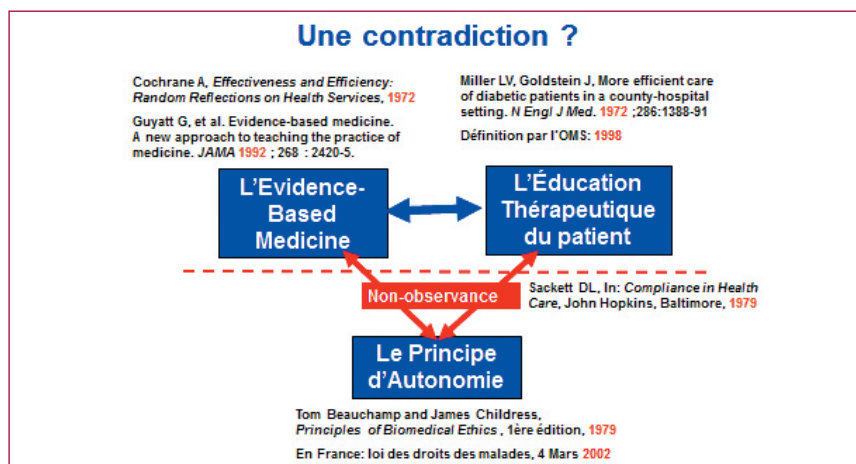 Une contradiction ?
Cochrane A, Effectiveness and Efficiency:
Random Reflections on Health Services, 1972
Guyatt G, et al. Evidence-based medicine.
A new approach to teaching the practice of
medicine. JAMA 1992 ; 268 : 2420-5.
Miller LV, Goldstein J, More efficient care
of diabetic patients in a county-hospital
setting. N Engl J Med. 1972 ;286:1388-91
Définition par l'OMS: 1998
L'Evidence-
Based
Medicine
L'Éducation
Thérapeutique
du patient
Non-observance
Sackett DL, In: Compliance in Health
Care, John Hopkins, Baltimore, 1979
Le Principe
d'Autonomie
Tom Beauchamp and James Childress,
Principles of Biomedical Ethics , 1ère édition, 1979
En France: loi des droits des malades, 4 Mars 2002